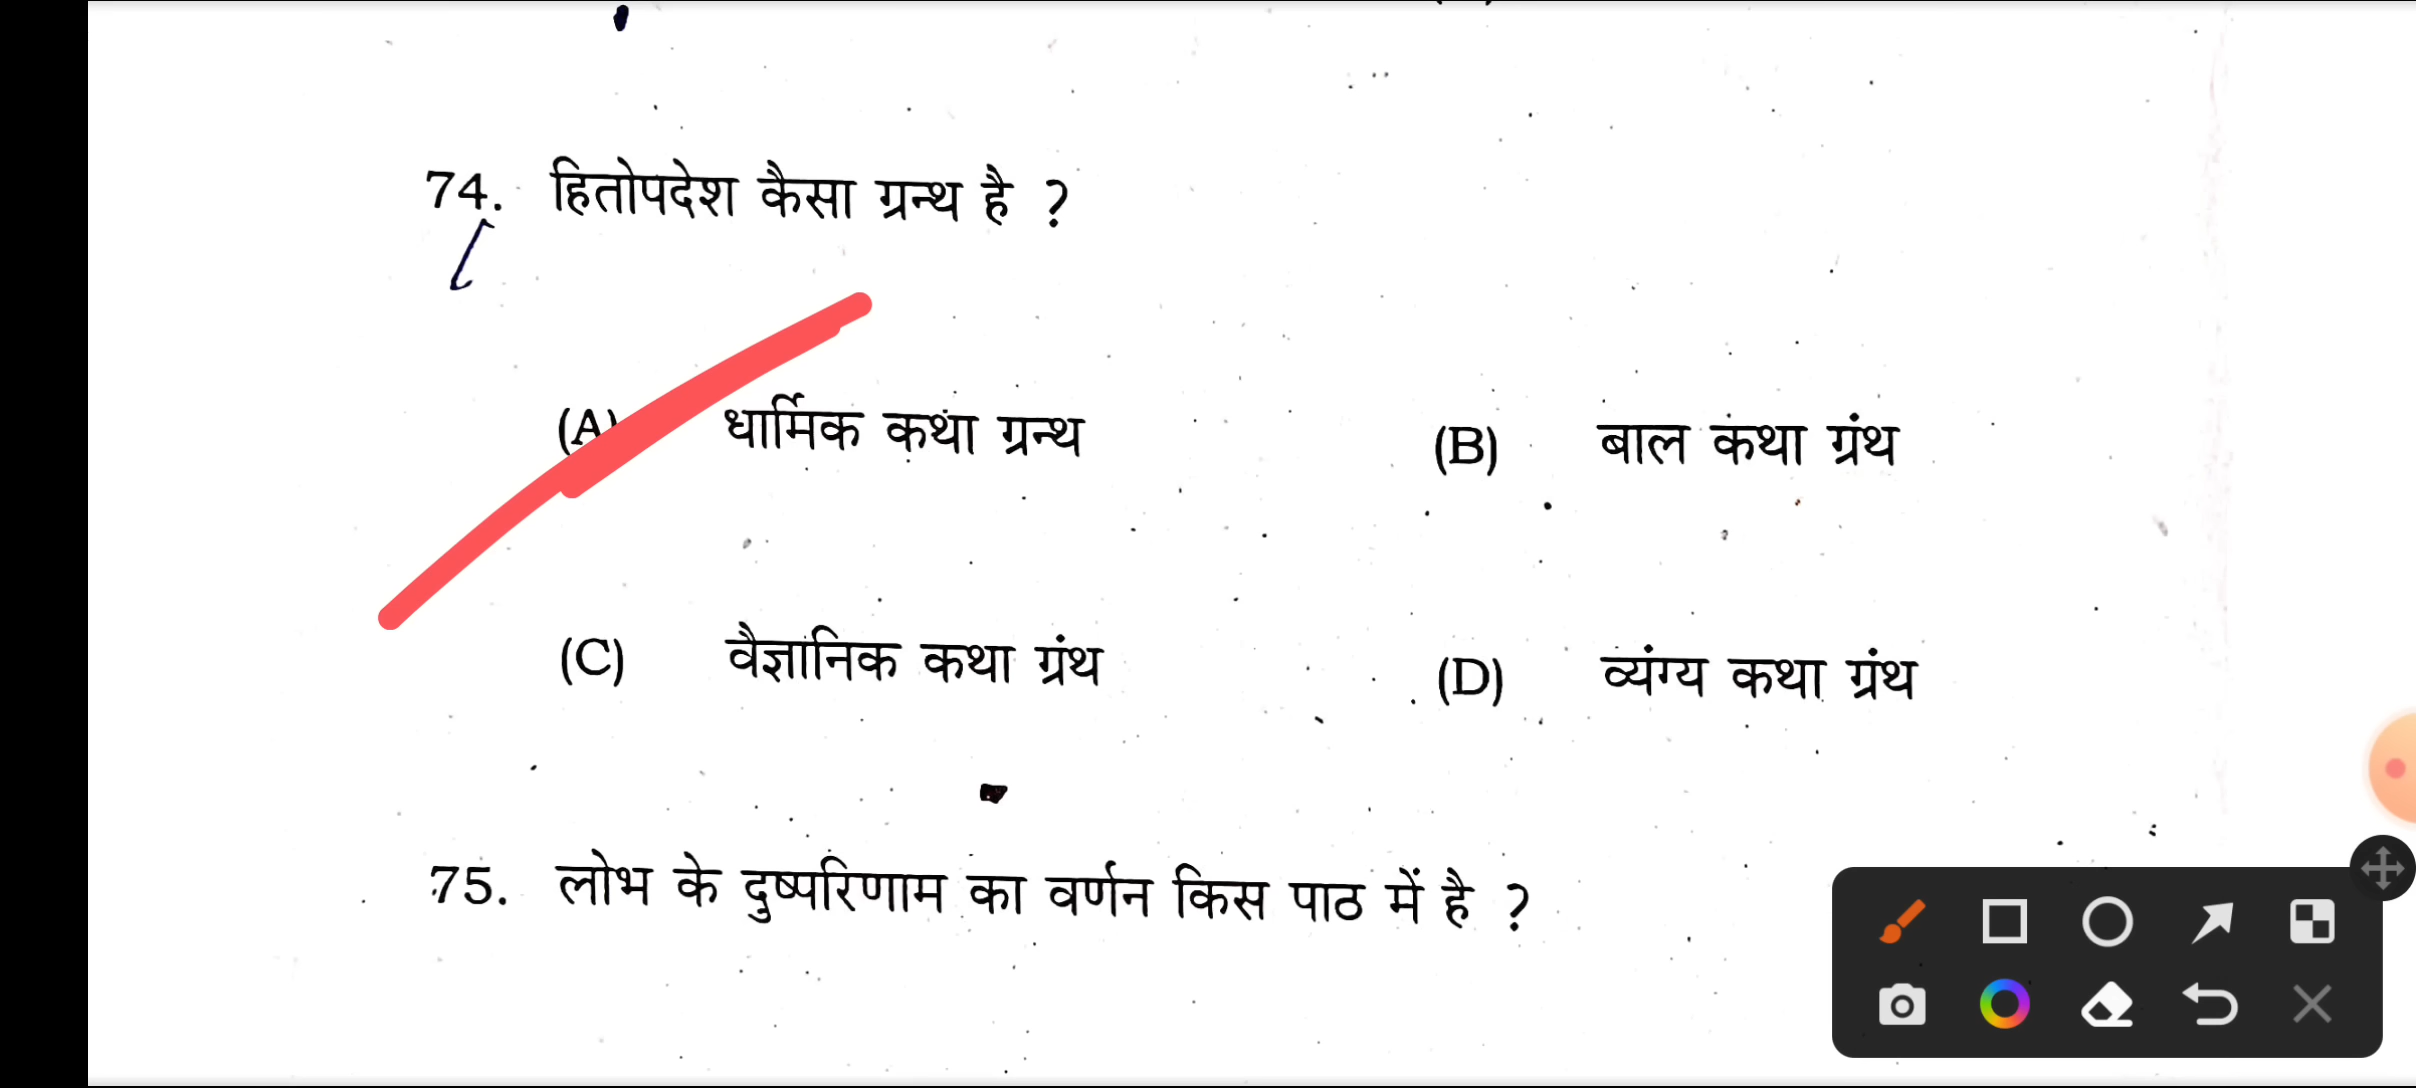 74. हितोपदेश कैसा ग्रन्थ है ?
(A) धार्मिक कथा ग्रन्थ (B) बाल कथा ग्रंथ
(C) वैज्ञानिक कथा ग्रंथ (D) व्यंग्य कथा ग्रंथ
75. लोभ के दुष्परिणाम का वर्णन किस पाठ में है ?